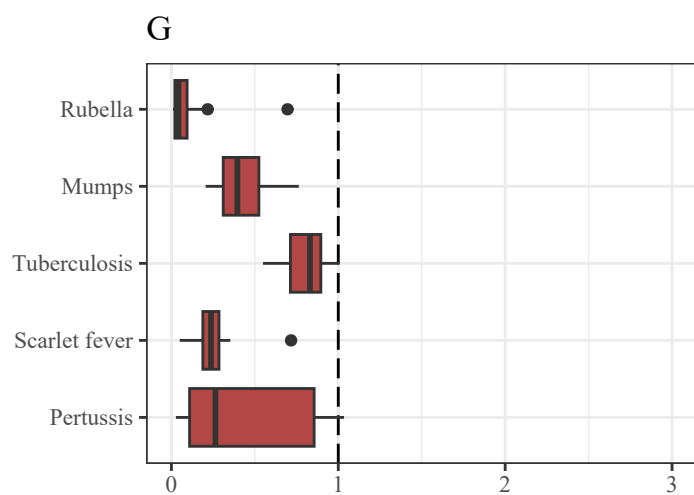 G
Rubella
Mumps
Tuberculosis
Scarlet fever
Pertussis
0 1 2 3